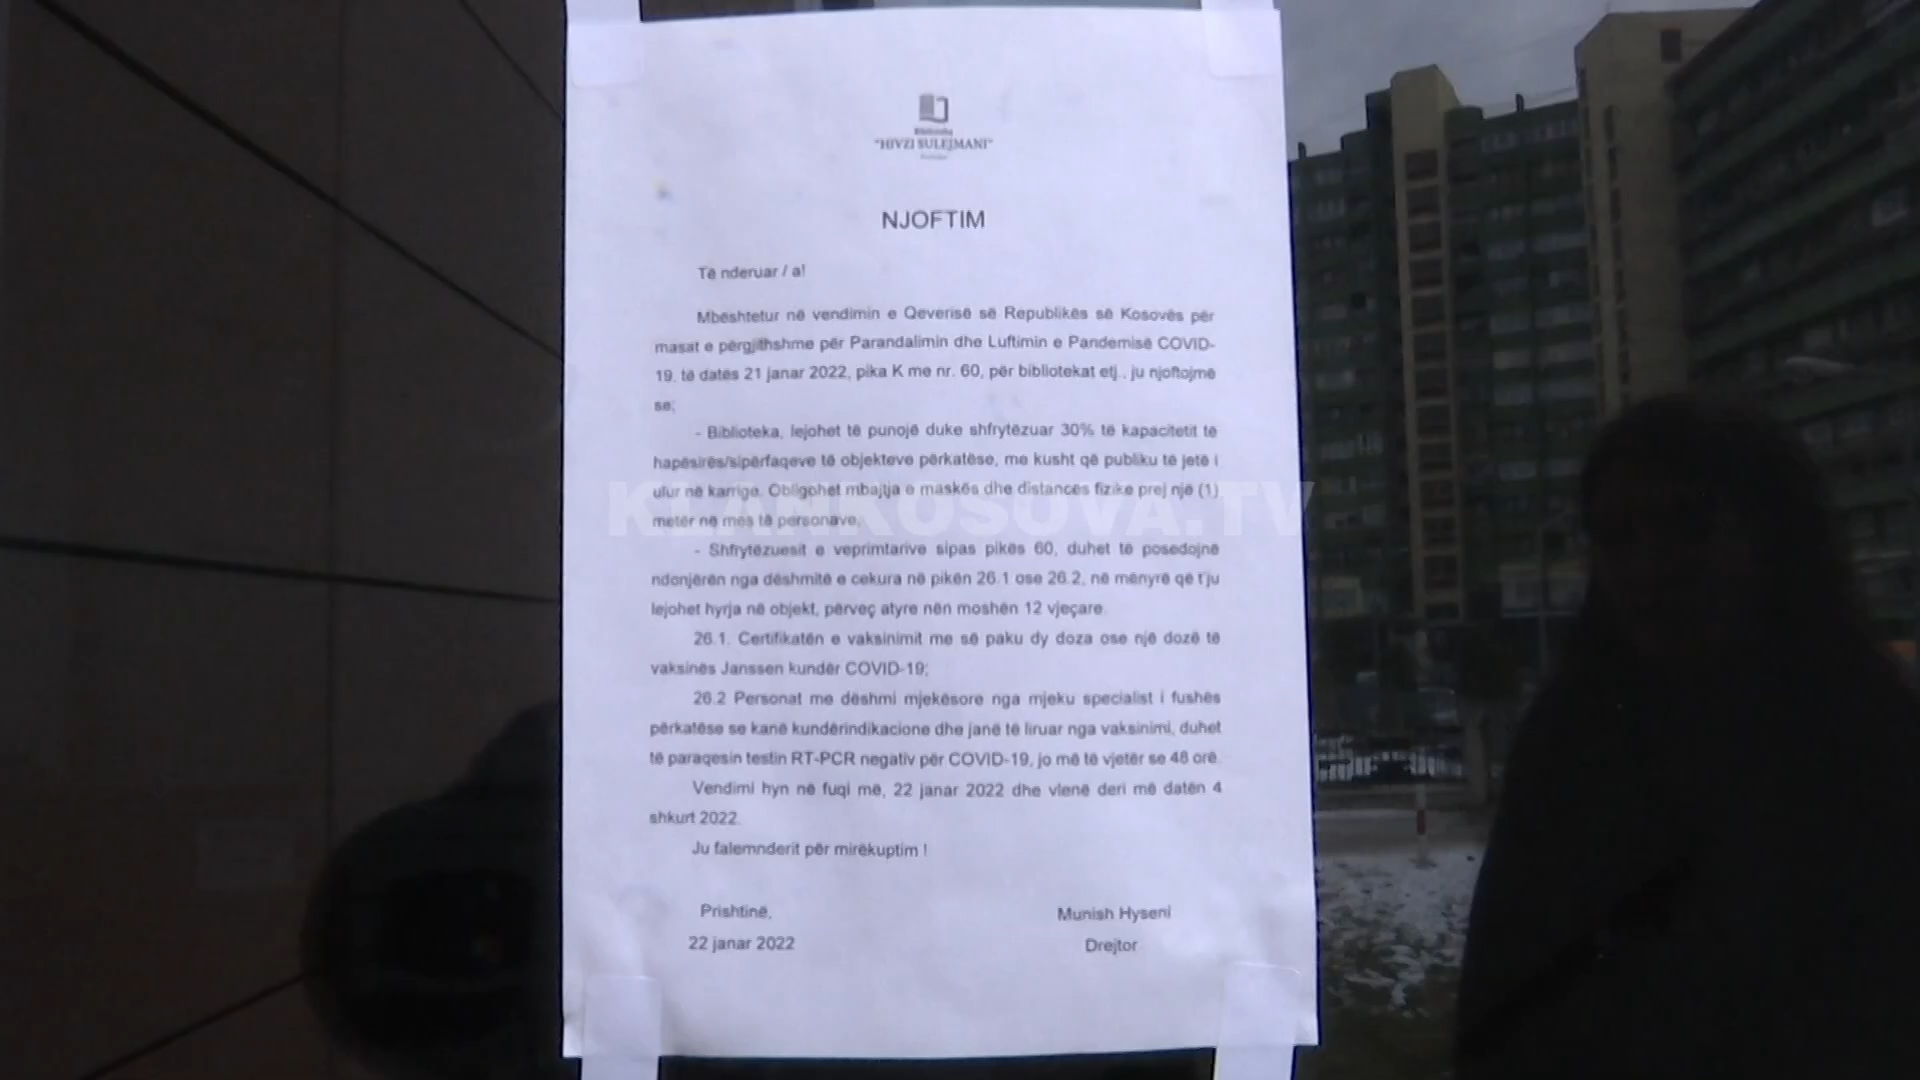 Biblioteka
"HIVZI SULEJMANI"
NJOFTIM
Të nderuar / a!
Mbështetur në vendimin e Qeverisë së Republikës së Kosovës për
masat e përgjithshme për Parandalimin dhe Luftimin e Pandemisë COVID-
19, të datës 21 janar 2022, pika K me nr. 60, për bibliotekat etj., ju njoftojmë
se;
- Biblioteka, lejohet të punojë duke shfrytëzuar 30% të kapacitetit të
hapësirës/sipërfaqeve të objekteve përkatëse, me kusht që publiku të jetë i
ulur në karrige. Obligohet mbajtja e maskës dhe distancës fizike prej një (1)
metër në mes të personave,
KLANKOSOVA.TV
- Shfrytëzuesit e veprimtarive sipas pikës 60, duhet të posedojnë
ndonjërën nga dëshmitë e cekura në pikën 26.1 ose 26.2, në mënyrë që t'ju
lejohet hyrja në objekt, përveç atyre nën moshën 12 vjeçare.
26.1. Certifikatën e vaksinimit me së paku dy doza ose një dozë të
vaksinës Janssen kundër COVID-19;
26.2 Personat me dëshmi mjekësore nga mjeku specialist i fushës
përkatëse se kanë kundërindikacione dhe janë të liruar nga vaksinimi, duhet
të paraqesin testin RT-PCR negativ për COVID-19, jo më të vjetër se 48 orë.
Vendimi hyn në fuqi më, 22 janar 2022 dhe vlenë deri më datën 4
shkurt 2022.
Ju falemnderit për mirëkuptim !
Prishtinë,
22 janar 2022
Munish Hyseni
Drejtor